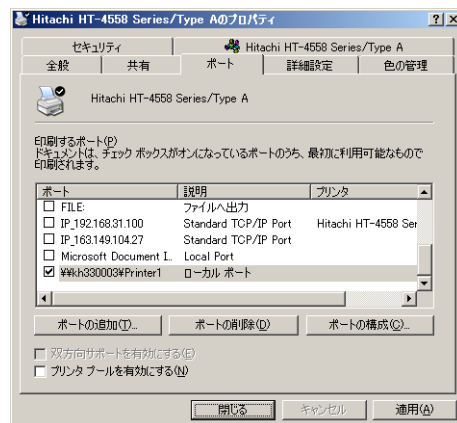 Hitachi HT-4558 Series/Type Aのプロパティ
セキュリティ
Hitachi HT-4558 Series/Type A
全般
共有
ポート
詳細設定
色の管理
Hitachi HT-4558 Series/Type A
印刷するポート(P)
ドキュメントは、チェック ボックスがオンになっているポートのうち、最初に利用可能なもので
印刷されます。
ポート 説明 プリンタ
FILE: ファイルへ出力
IP_192.168.31.100 Standard TCP/IP Port Hitachi HT-4558 Ser
IP_163.149.104.27 Standard TCP/IP Port
Microsoft Document I... Local Port
¥¥kh330003¥Printer1 ローカル ポート
ポートの追加(T)...
ポートの削除(D)
ポートの構成(C)...
双方向サポートを有効にする(E)
プリンタ プールを有効にする(N)
閉じる
キャンセル
適用(A)